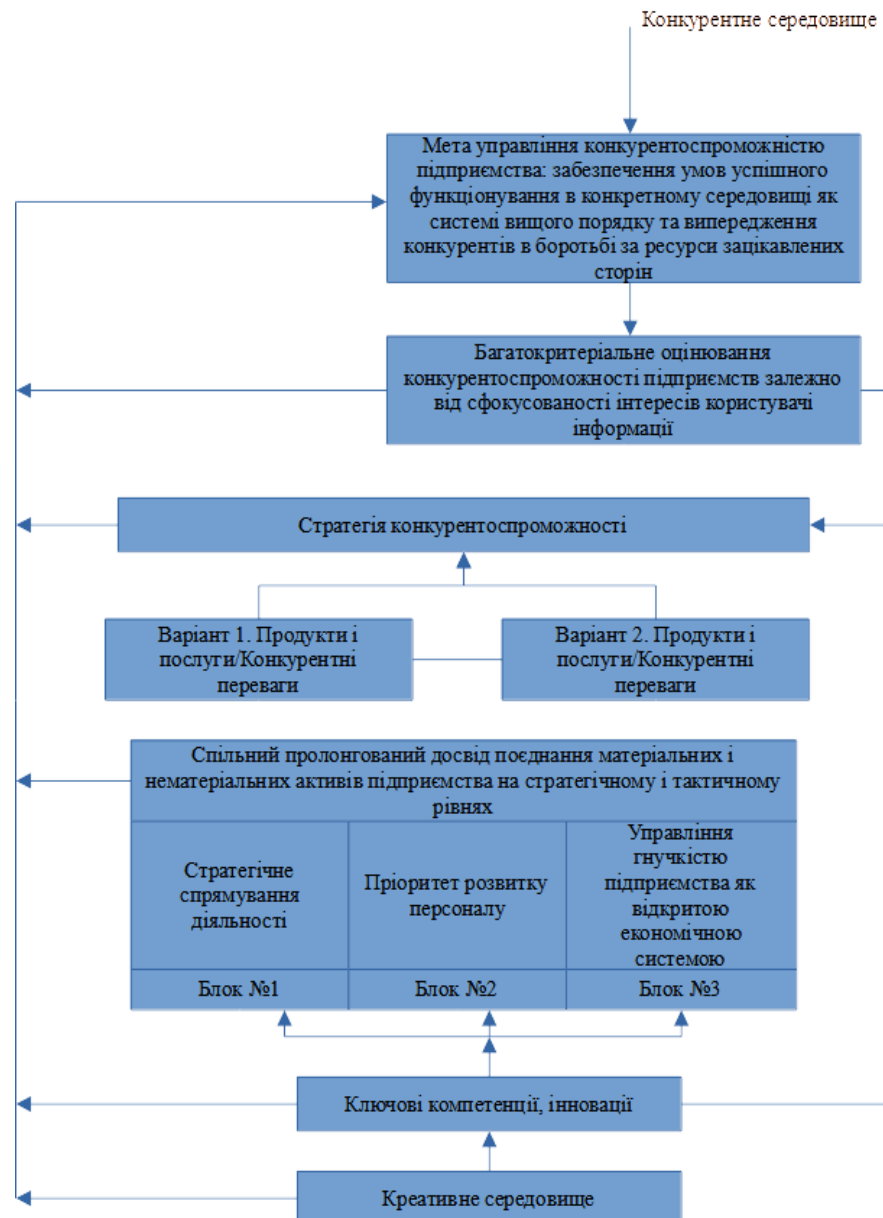 Конкурентне середовище
Мета управління конкурентоспроможністю
підприємства: забезпечення умов успішного
функціонування в конкретному середовищі як
системі вищого порядку та випередження
конкурентів в боротьбі за ресурси зацікавлених
сторін
Багатокритеріальне оцінювання
конкурентоспроможності підприємств залежно
від сфокусованості інтересів користувачі
інформації
Стратегія конкурентоспроможності
Варіант 1. Продукти і
послуги/Конкурентні
переваги
Варіант 2. Продукти і
послуги/Конкурентні
переваги
Спільний пролонгований досвід поєднання матеріальних і
нематеріальних активів підприємства на стратегічному і тактичному
рівнях
Стратегічне
спрямування
діяльності
Пріоритет розвитку
персоналу
Управління
гнучкістю
підприємства як
відкритою
економічною
системою
Блок №1
Блок №2
Блок №3
Ключові компетенції, інновації
Креативне середовище